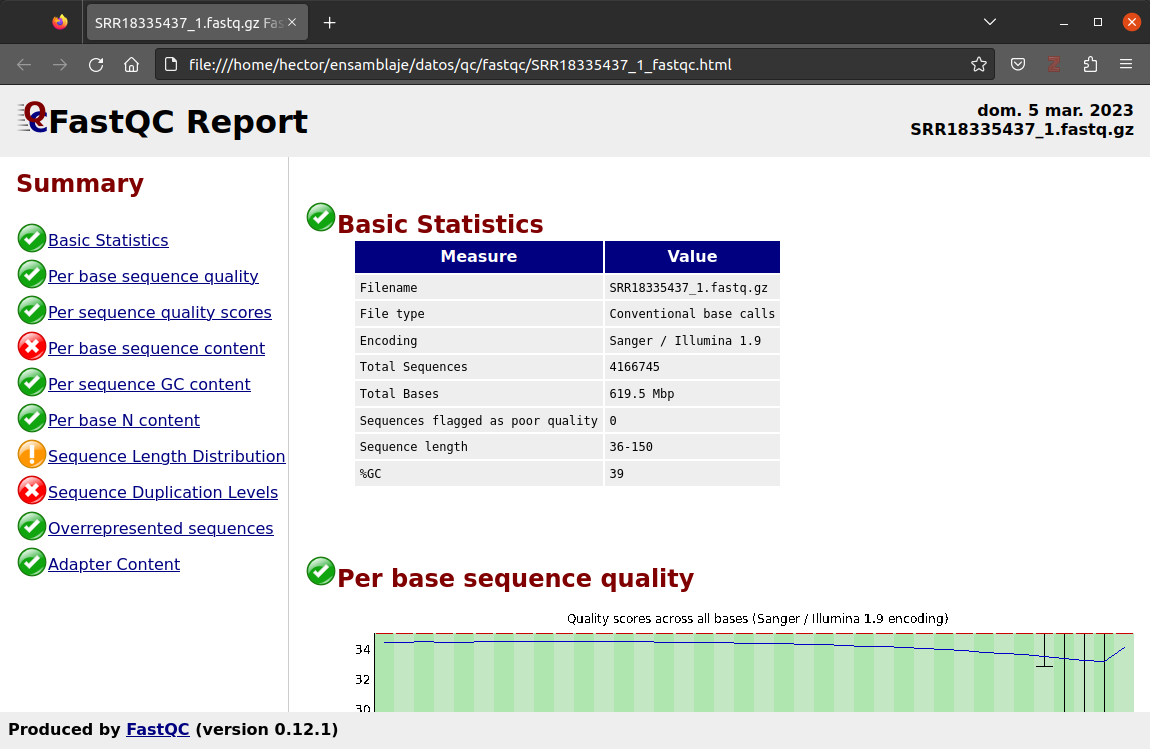 SRR18335437_1.fastq.gz Fas
file:///home/hector/ensamblaje/datos/qc/fastqc/SRR18335437_1_fastqc.html
FastQC Report
dom. 5 mar. 2023
SRR18335437_1.fastq.gz
Summary
Basic Statistics
Per base sequence quality
Per sequence quality scores
Per base sequence content
Per sequence GC content
Per base N content
Sequence Length Distribution
Sequence Duplication Levels
Overrepresented sequences
Adapter Content
Basic Statistics
Measure Value
Filename SRR18335437_1.fastq.gz
File type Conventional base calls
Encoding Sanger / Illumina 1.9
Total Sequences 4166745
Total Bases 619.5 Mbp
Sequences flagged as poor quality 0
Sequence length 36-150
%GC 39
Per base sequence quality
Quality scores across all bases (Sanger / Illumina 1.9 encoding)
34
32
30
Produced by FastQC (version 0.12.1)